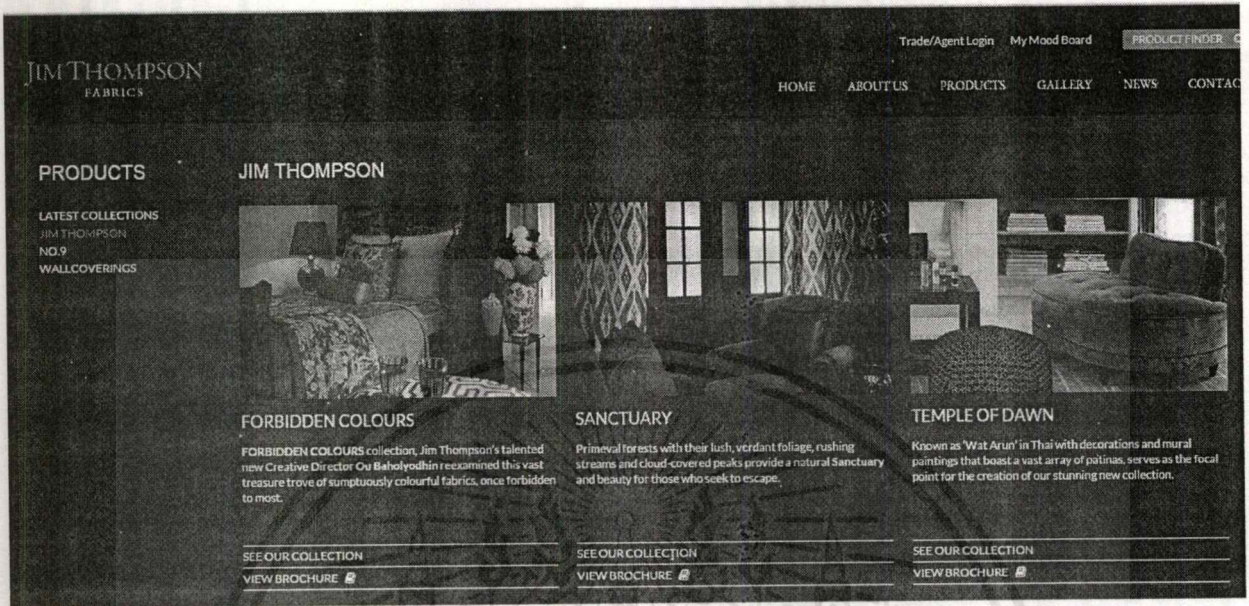 Trade/Agent Login My Mood Board PRODUCT FINDER
JIM THOMPSON
FABRICS
HOME ABOUT US PRODUCTS GALLERY NEWS CONTAC
PRODUCTS
LATEST COLLECTIONS
JIM THOMPSON
NO.9
WALLCOVERINGS
JIM THOMPSON
FORBIDDEN COLOURS
FORBIDDEN COLOURS collection, Jim Thompson's talented
new Creative Director Ou Baholyodhin reexamined this vast
treasure trove of sumptuously colourful fabrics, once forbidden
to most.
SEE OUR COLLECTION
VIEW BROCHURE
SANCTUARY
Primeval forests with their lush, verdant foliage, rushing
streams and cloud-covered peaks provide a natural Sanctuary
and beauty for those who seek to escape.
SEE OUR COLLECTION
VIEW BROCHURE
TEMPLE OF DAWN
Known as 'Wat Arun' in Thai with decorations and mural
paintings that boast a vast array of patinas, serves as the focal
point for the creation of our stunning new collection.
SEE OUR COLLECTION
VIEW BROCHURE